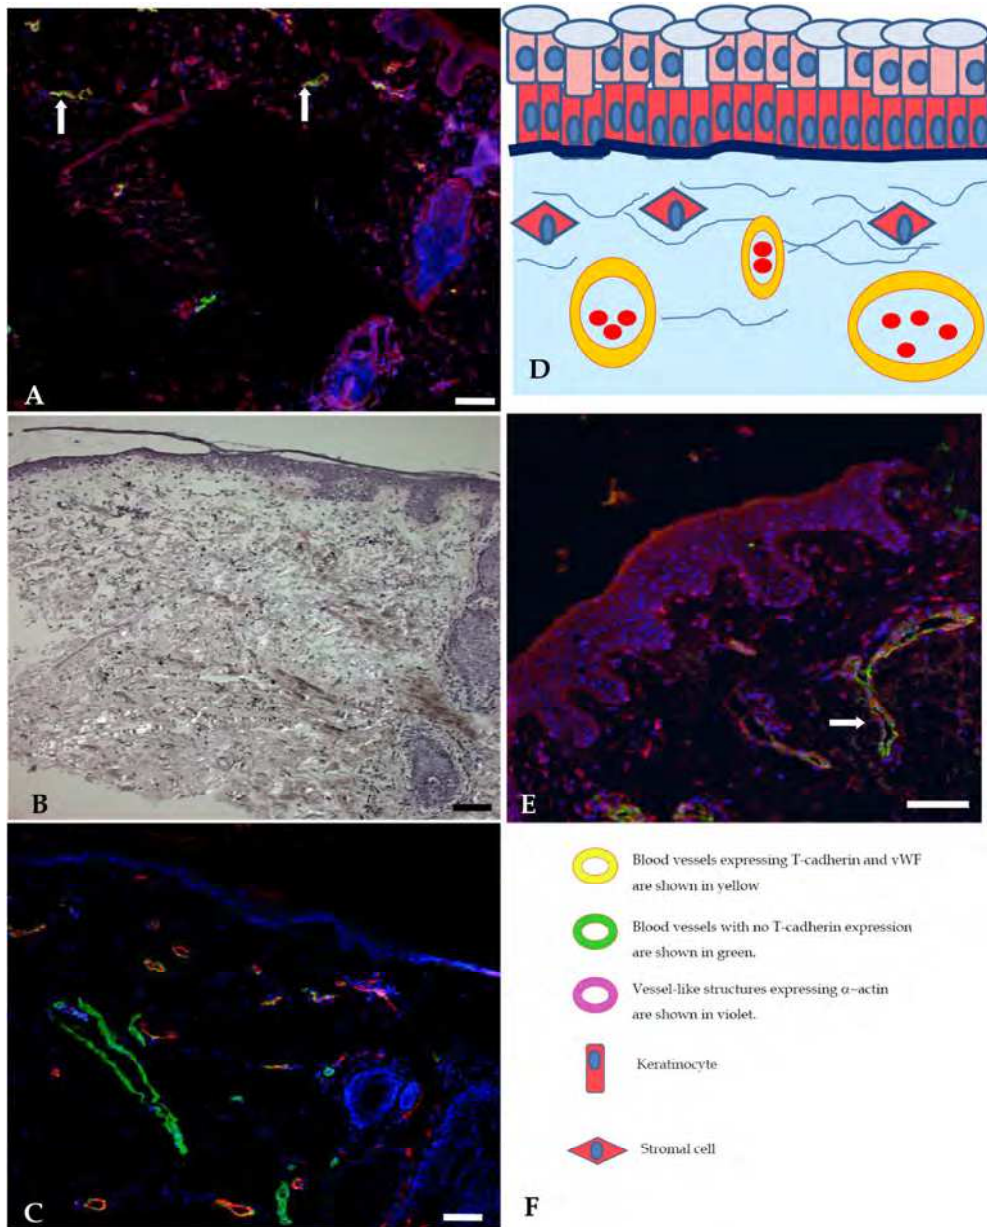 A
D
B
E
C
Blood vessels expressing T-cadherin and vWF
are shown in yellow
Blood vessels with no T-cadherin expression
are shown in green.
Vessel-like structures expressing α–actin
are shown in violet.
Keratinocyte
Stromal cell
F